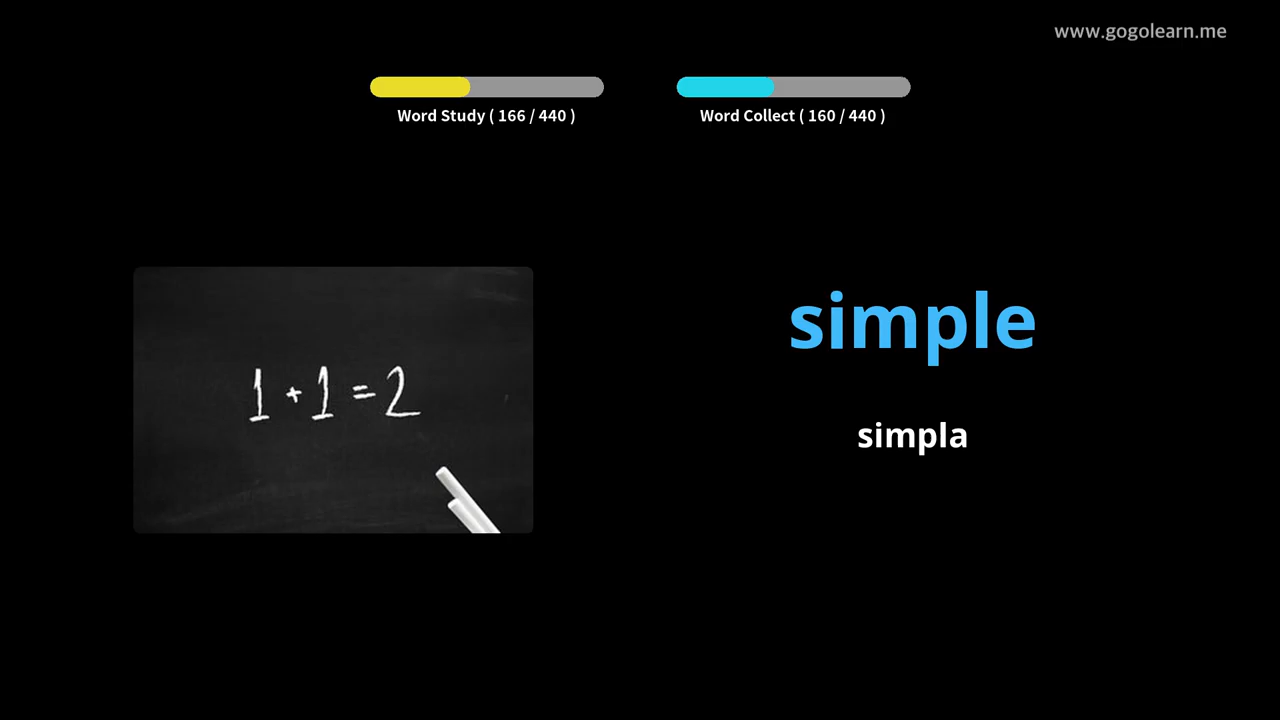 www.gogolearn.me
Word Study ( 166 / 440 )
Word Collect ( 160 / 440 )
simple
1 + 1 = 2
simpla